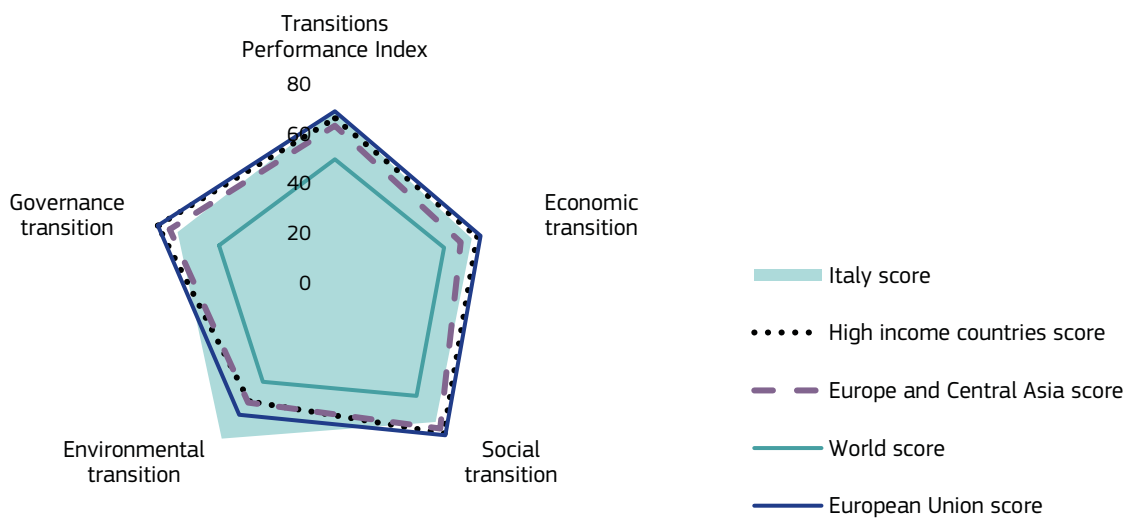 Transitions
Performance Index
80
60
40
20
0
Governance
transition
Economic
transition
Environmental
transition
Social
transition
Italy score
High income countries score
Europe and Central Asia score
World score
European Union score